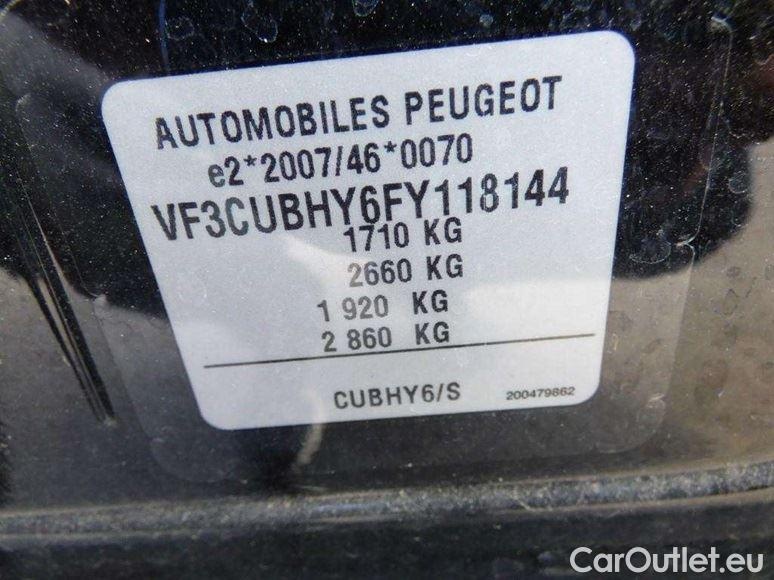 AUTOMOBILES PEUGEOT
e2*2007/46*0070
VF3CUBHY6FY118144
1710 KG
2660 KG
1 920 KG
2 860 KG
CUBHY6/S
200479862
CarOutlet.eu